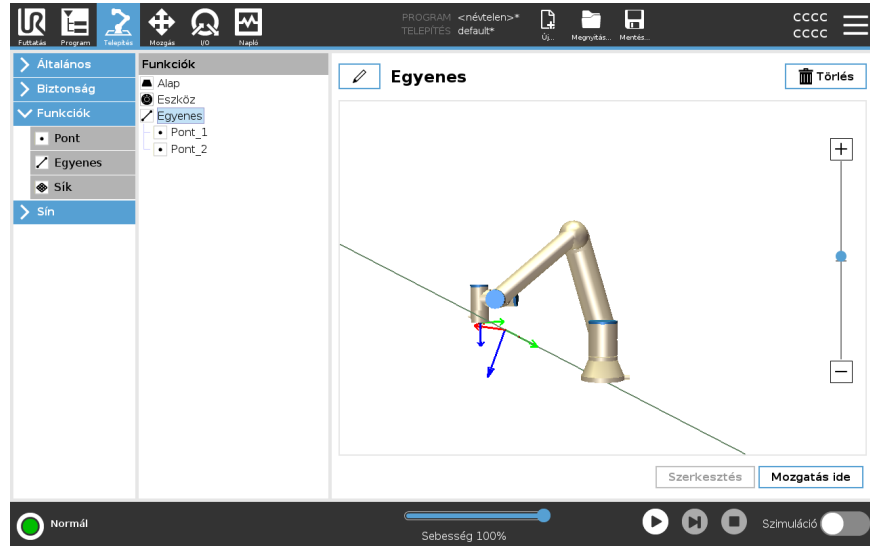 UR
PROGRAM <névtelen>*
TELEPÍTÉS default*
CCCC
CCCC
Futtatás Program Telepítés Mozgás I/O Napló
Új... Megnyitás... Mentés...
Általános
Biztonság
Funkciók
Pont
Egyenes
Sík
Sín
Funkciók
Alap
Eszköz
Egyenes
Pont_1
Pont_2
Egyenes
Törlés
Szerkesztés
Mozgatás ide
Normál
Sebesség 100%
Szimuláció